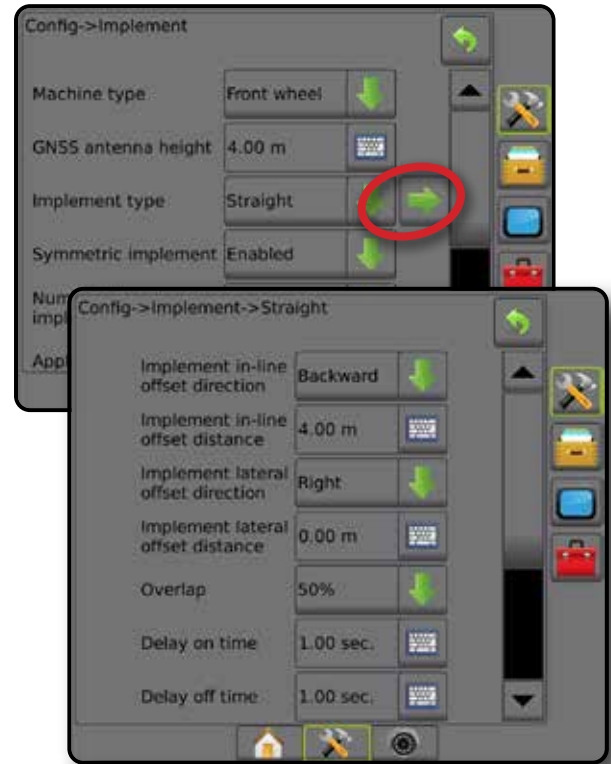 Config->Implement
Machine type Front wheel
GNSS antenna height 4.00 m
Implement type Straight
Symmetric implement Enabled
Num
impl
Appl
Config->Implement->Straight
Implement in-line
offset direction Backward
Implement in-line
offset distance 4.00 m
Implement lateral
offset direction Right
Implement lateral
offset distance 0.00 m
Overlap 50%
Delay on time 1.00 sec.
Delay off time 1.00 sec.